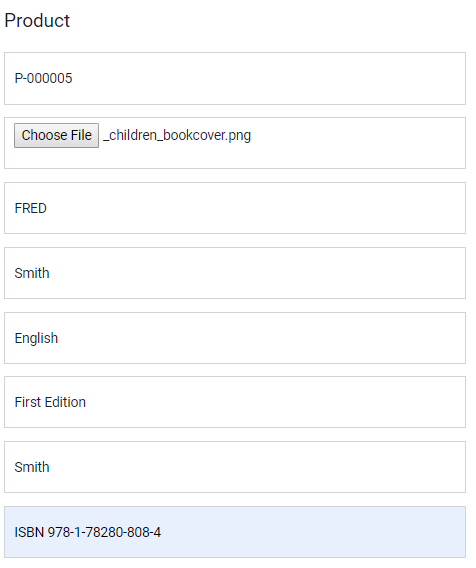 Product
P-000005
Choose File _children_bookcover.png
FRED
Smith
English
First Edition
Smith
ISBN 978-1-78280-808-4